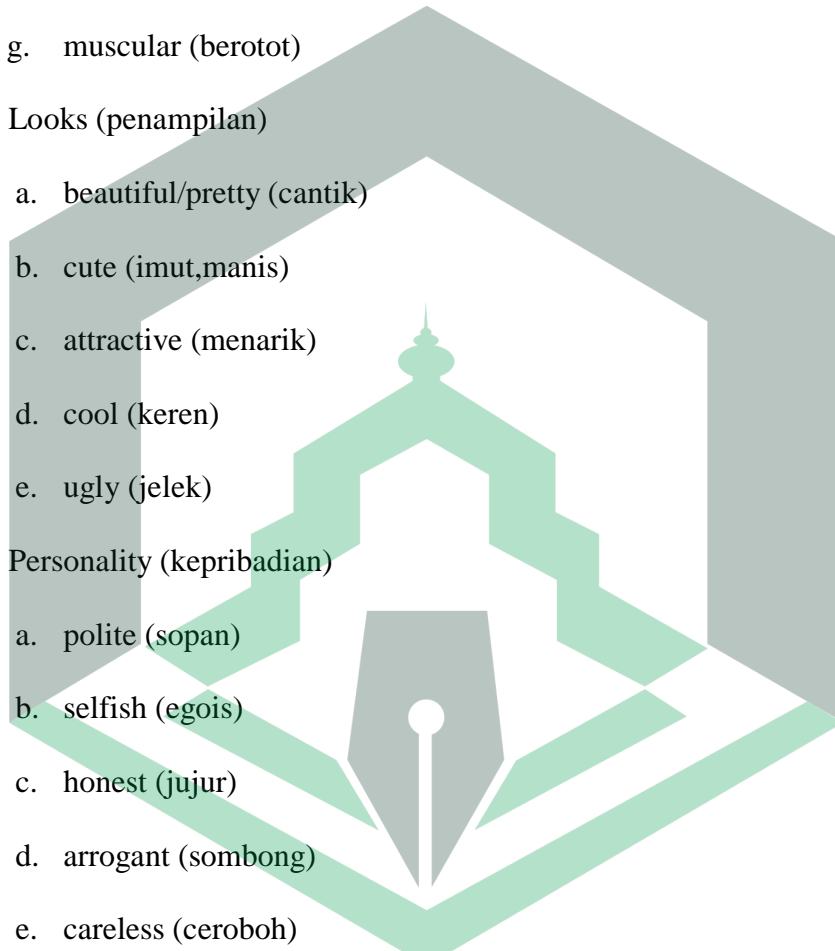 g. muscular (berotot)
Looks (penampilan)
a. beautiful/pretty (cantik)
b. cute (imut,manis)
c. attractive (menarik)
d. cool (keren)
e. ugly (jelek)
Personality (kepribadian)
a. polite (sopan)
b. selfish (egois)
c. honest (jujur)
d. arrogant (sombong)
e. careless (ceroboh)